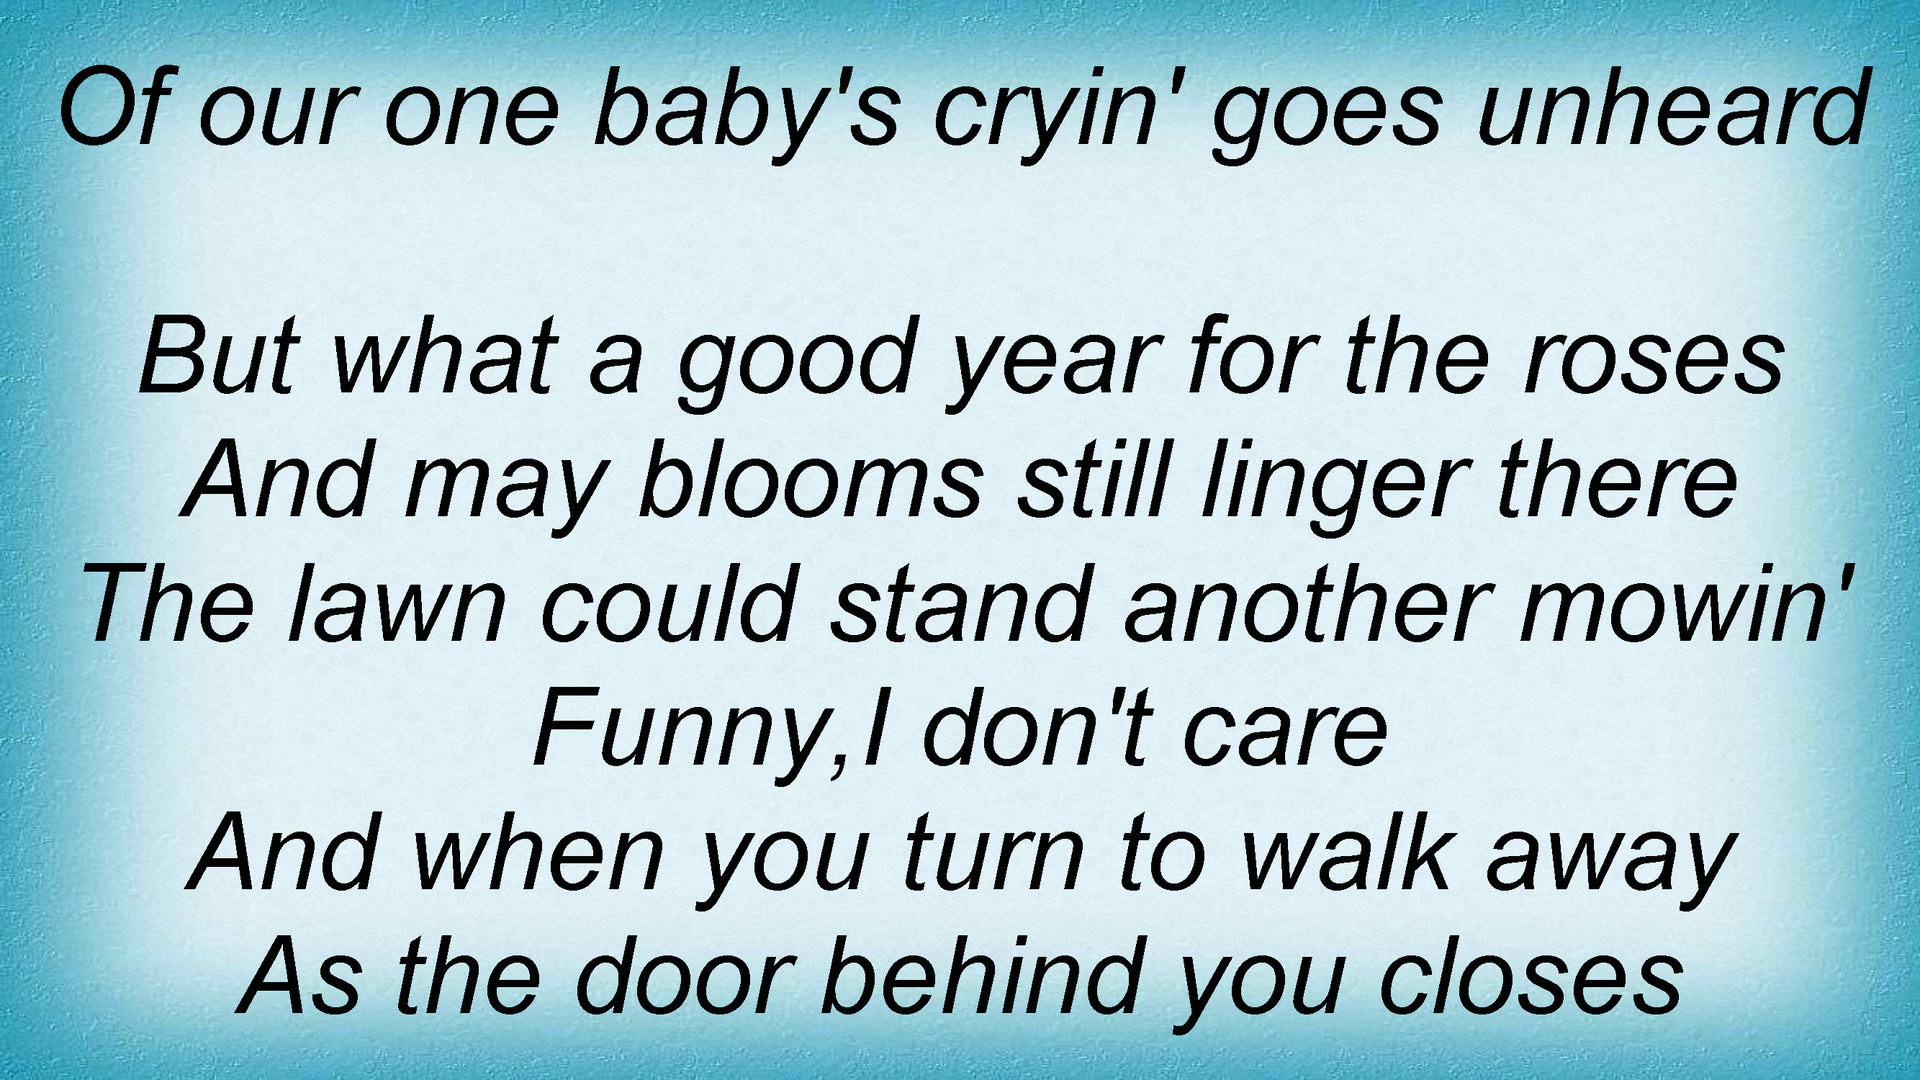 Of our one baby's cryin' goes unheard
But what a good year for the roses
And may blooms still linger there
The lawn could stand another mowin'
Funny,I don't care
And when you turn to walk away
As the door behind you closes